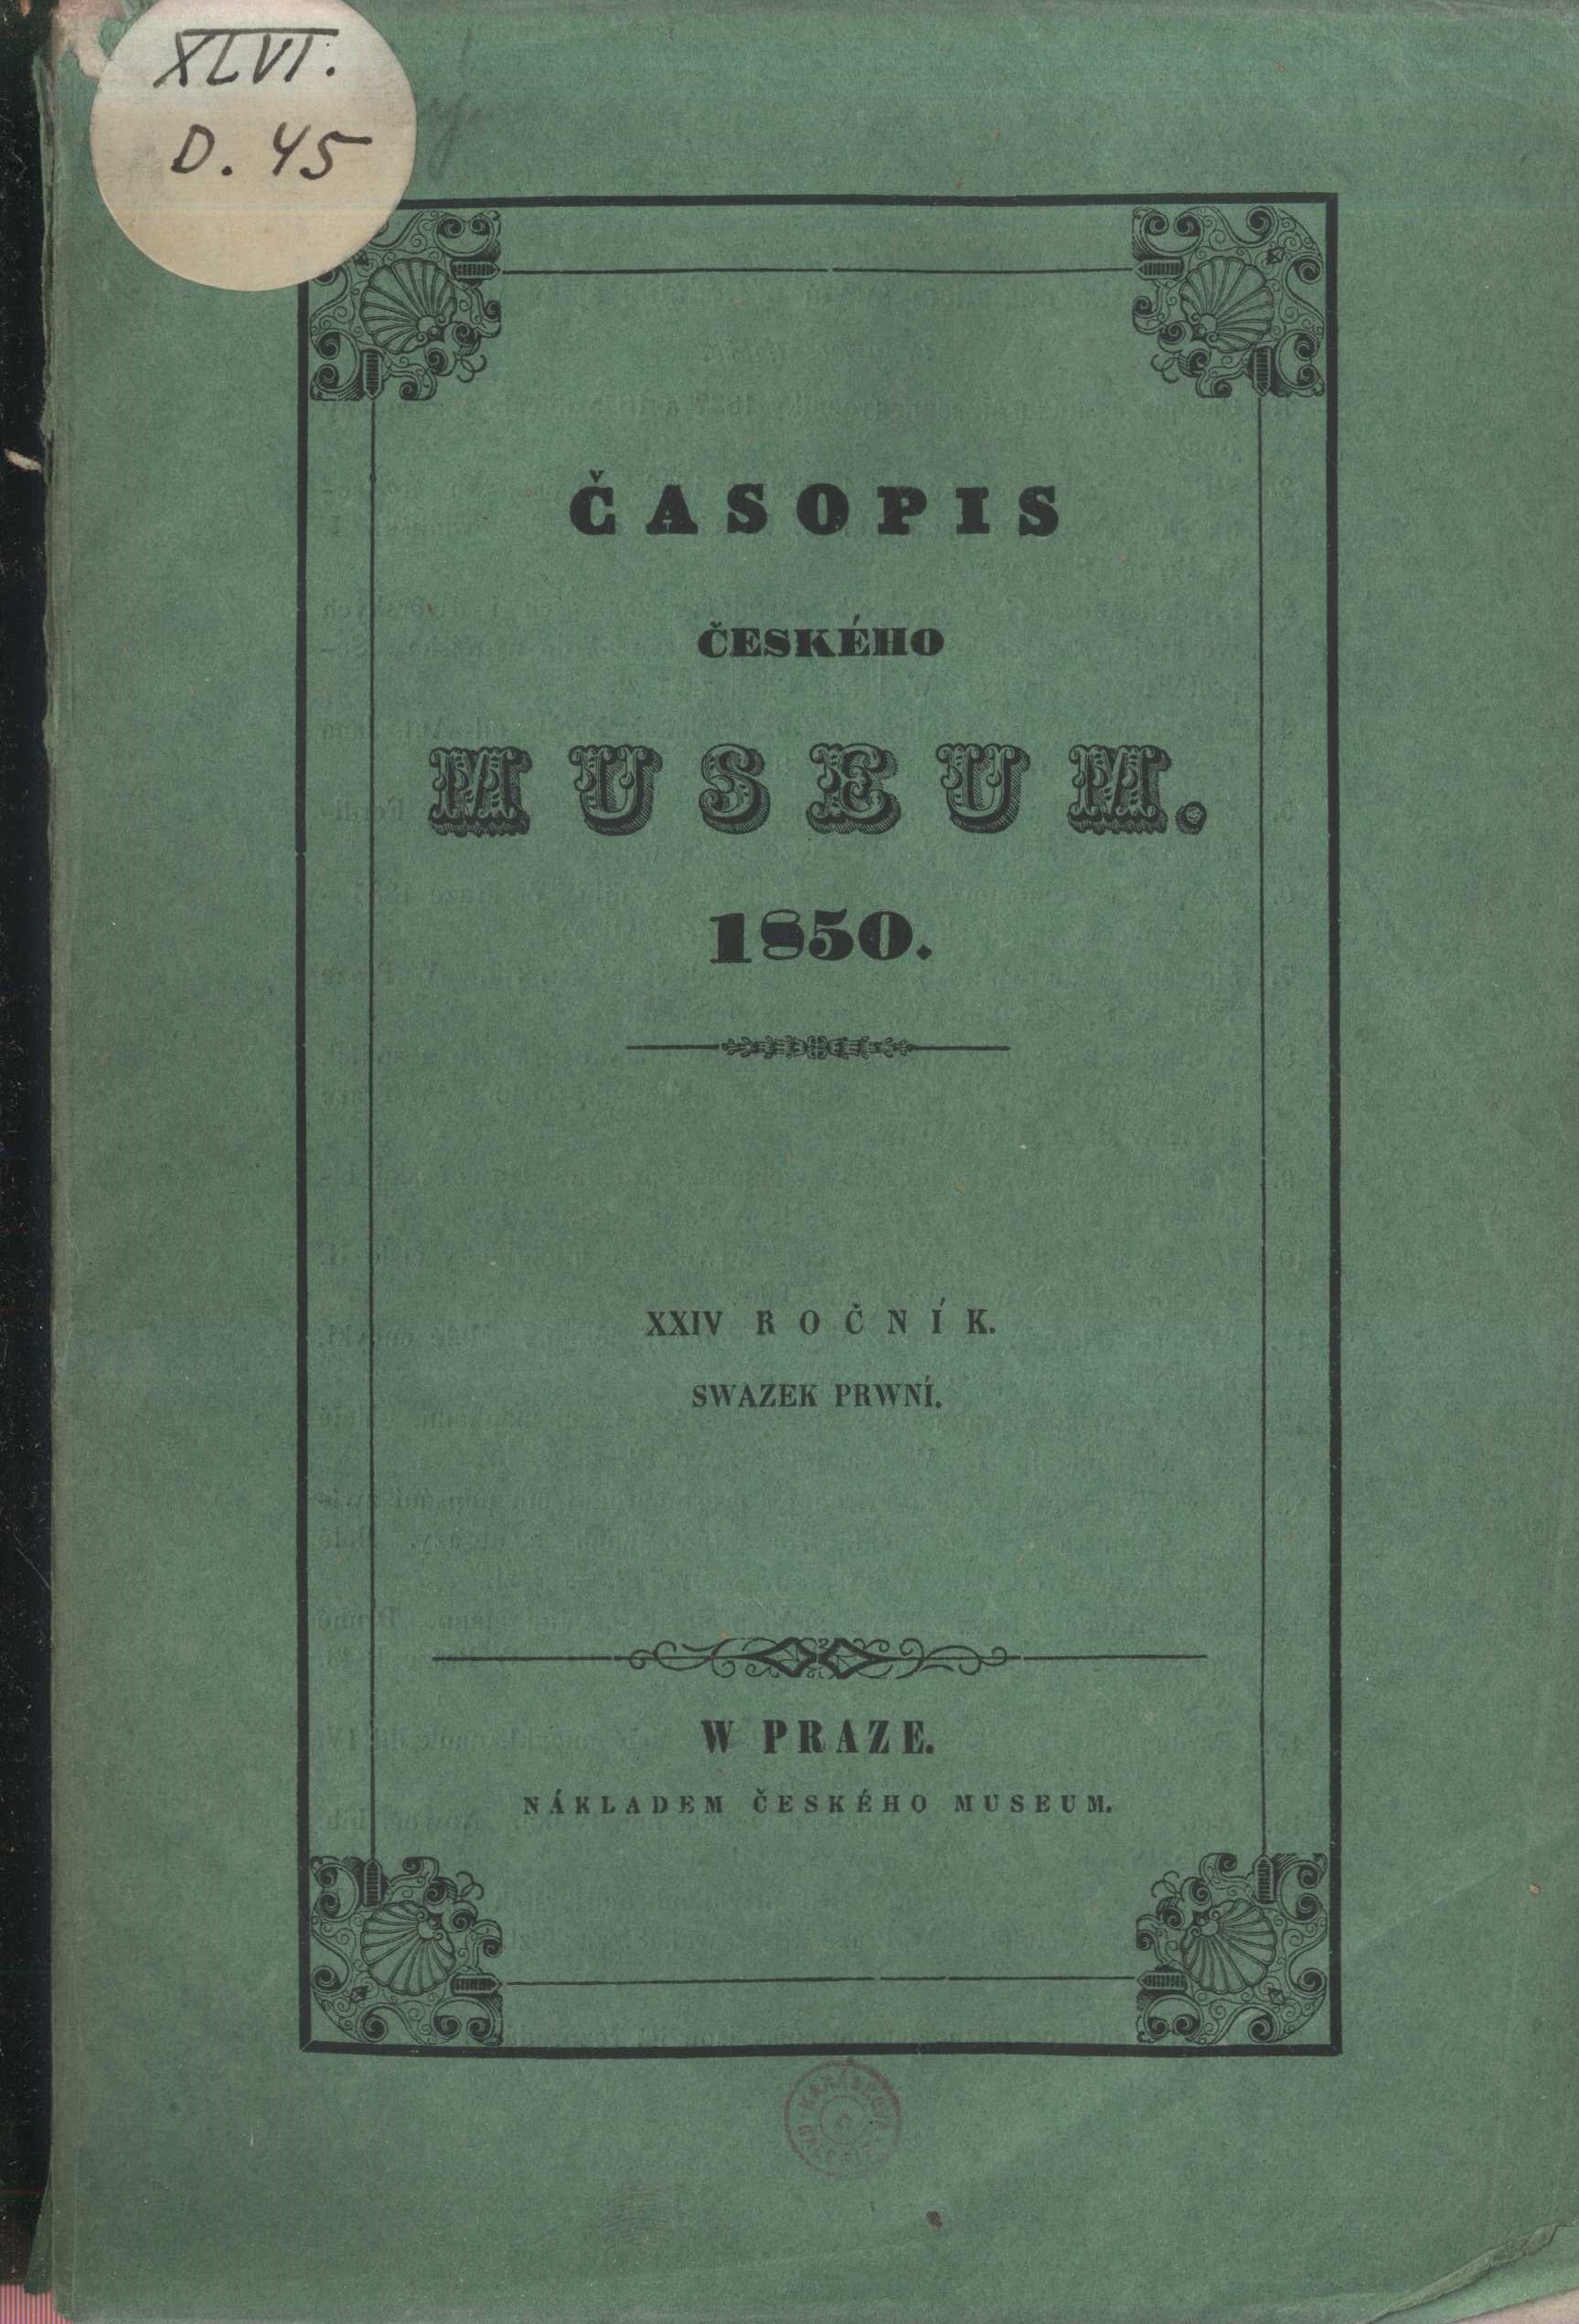 XLVI.
D. 45
ČASOPIS
ČESKÉHO
MUSEUM.
1850.
XXIV ROČNÍK.
SWAZEK PRWNÍ.
W PRAZE.
NÁKLADEM ČESKÉHO MUSEUM.